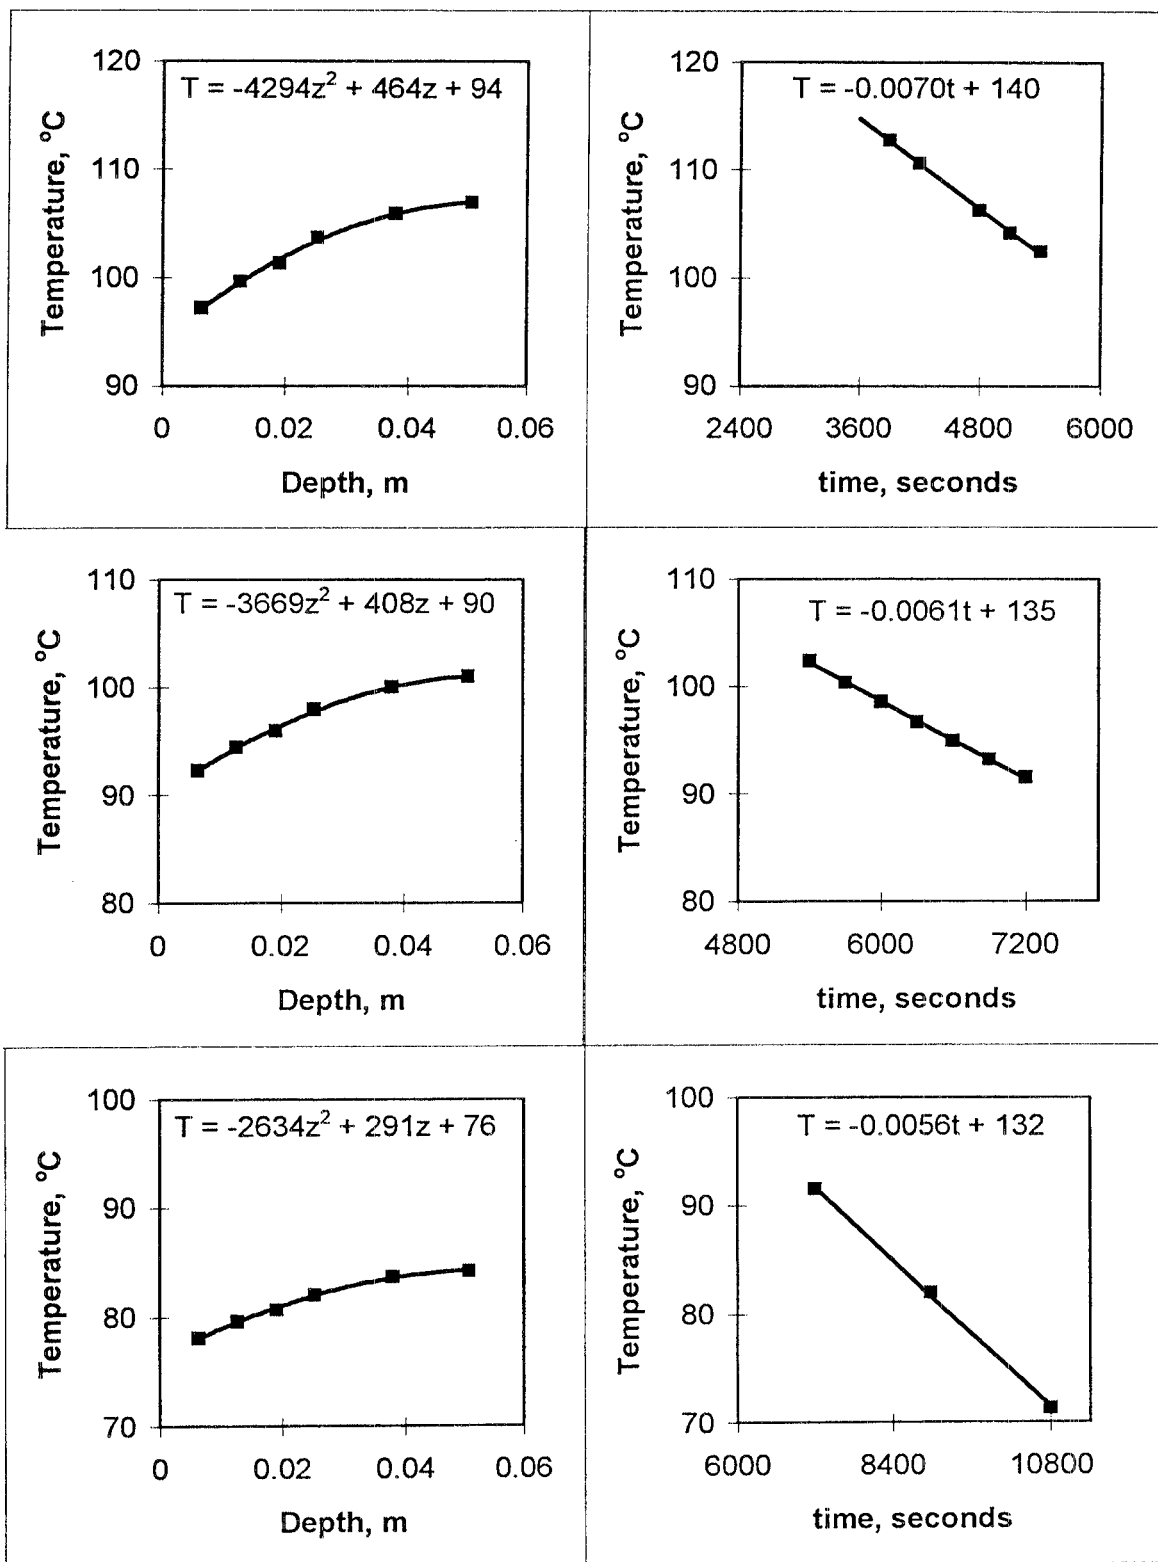 120
T = -4294z² + 464z + 94
110
100
90
Temperature, °C
0 0.02 0.04 0.06
Depth, m
120
T = -0.0070t + 140
110
100
90
Temperature, °C
2400 3600 4800 6000
time, seconds
110
T = -3669z² + 408z + 90
100
90
80
Temperature, °C
0 0.02 0.04 0.06
Depth, m
110
T = -0.0061t + 135
100
90
80
Temperature, °C
4800 6000 7200
time, seconds
100
T = -2634z² + 291z + 76
90
80
70
Temperature, °C
0 0.02 0.04 0.06
Depth, m
100
T = -0.0056t + 132
90
80
70
Temperature, °C
6000 8400 10800
time, seconds